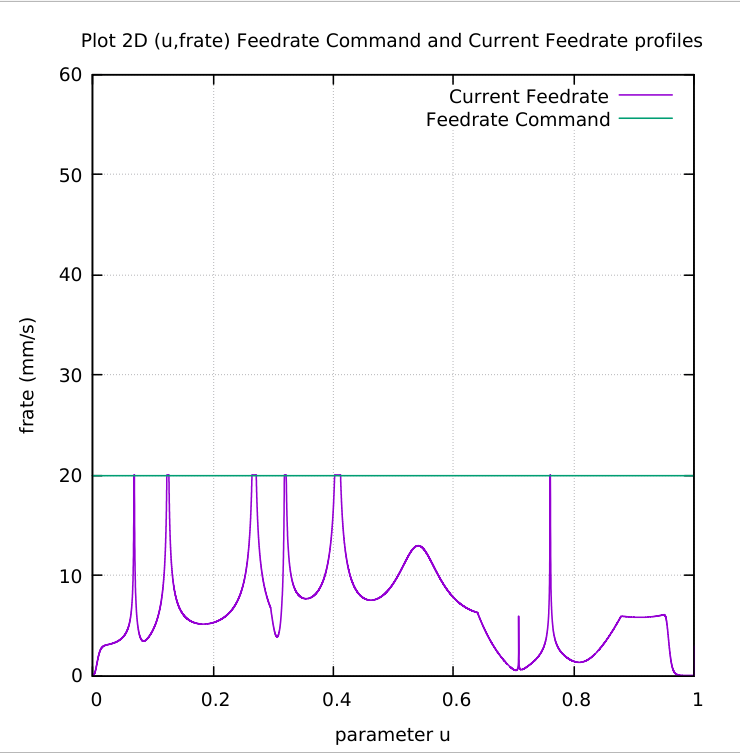 Plot 2D (u,frate) Feedrate Command and Current Feedrate profiles
60
Current Feedrate
Feedrate Command
50
40
frate (mm/s)
30
20
10
0
0 0.2 0.4 0.6 0.8 1
parameter u